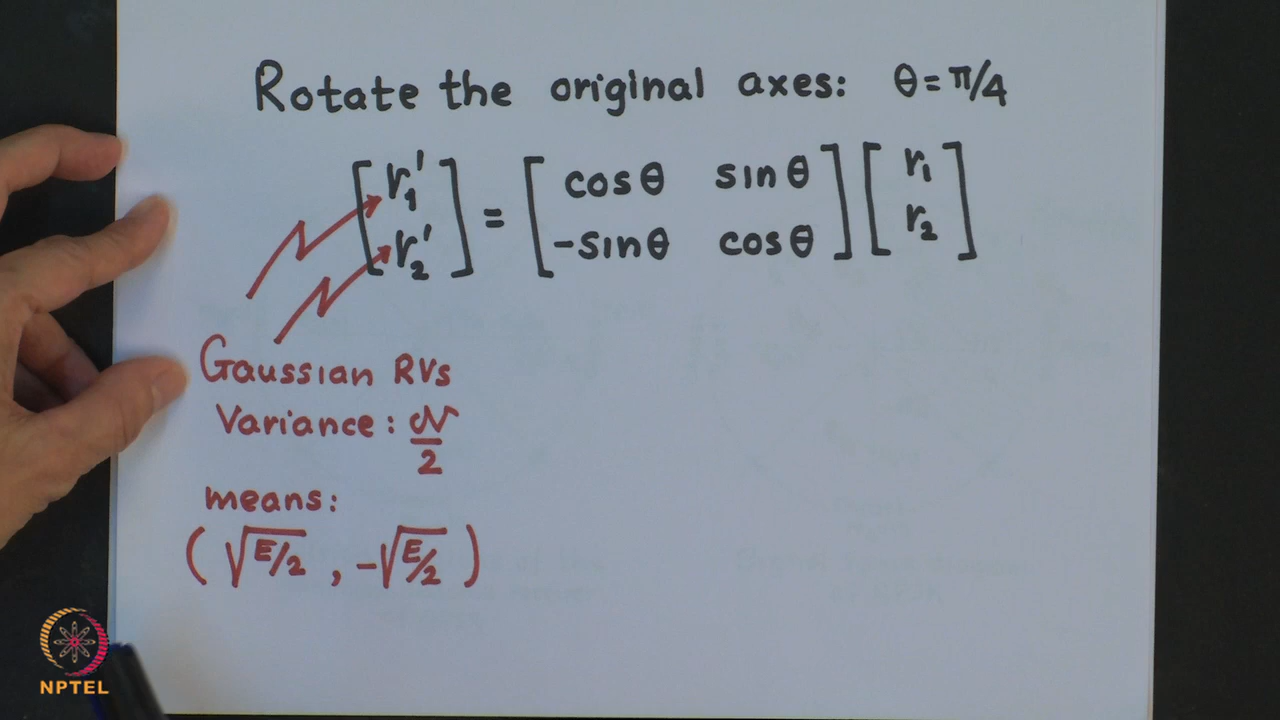 Rotate the original axes: θ = π/4
[r₁' r₂'] = [cosθ sinθ -sinθ cosθ] [r₁ r₂]
Gaussian RVs
Variance: 𝒩/2
means:
(√E/2 , -√E/2)
NPTEL